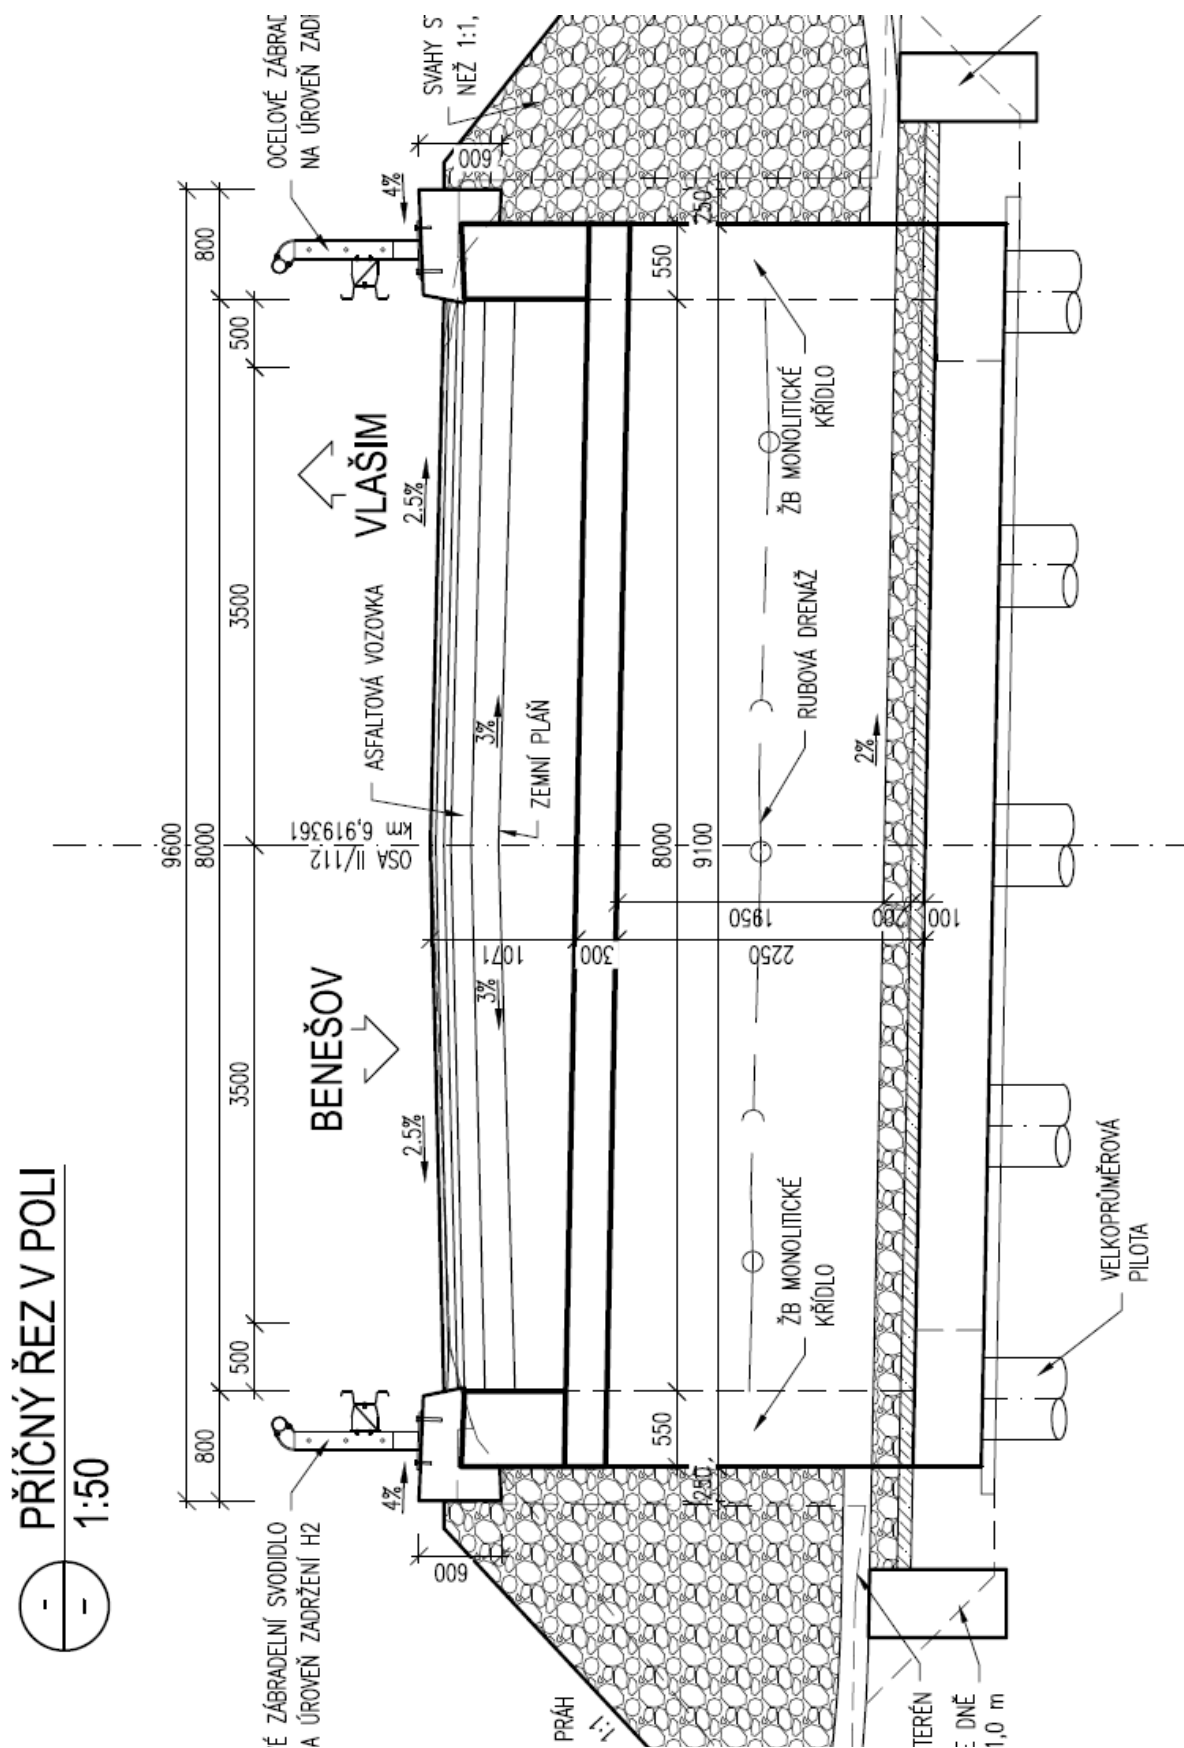 PŘÍČNÝ ŘEZ V POLI
1:50
-
-
É ZÁBRADELNÍ SVODIDLO
A ÚROVEŇ ZADRŽENÍ H2
OCELOVÉ
NA ÚROVEŇ
SVAHY S
NEŽ 1:1,
9600
800
8000
800
500
3500
3500
500
BENEŠOV
VLAŠIM
OSA II/112
km 6,919361
ASFALTOVÁ VOZOVKA
4%
2.5%
2.5%
4%
600
600
3%
3%
ZEMNÍ PLÁŇ
1071
300
2250
1950
200
100
550
8000
550
250
9100
250
ŽB MONOLITICKÉ
KŘÍDLO
RUBOVÁ DRENÁŽ
ŽB MONOLITICKÉ
KŘÍDLO
2%
PRÁH
1:1
TERÉN
E DNĚ
1,0 m
VELKOPRŮMĚROVÁ
PILOTA